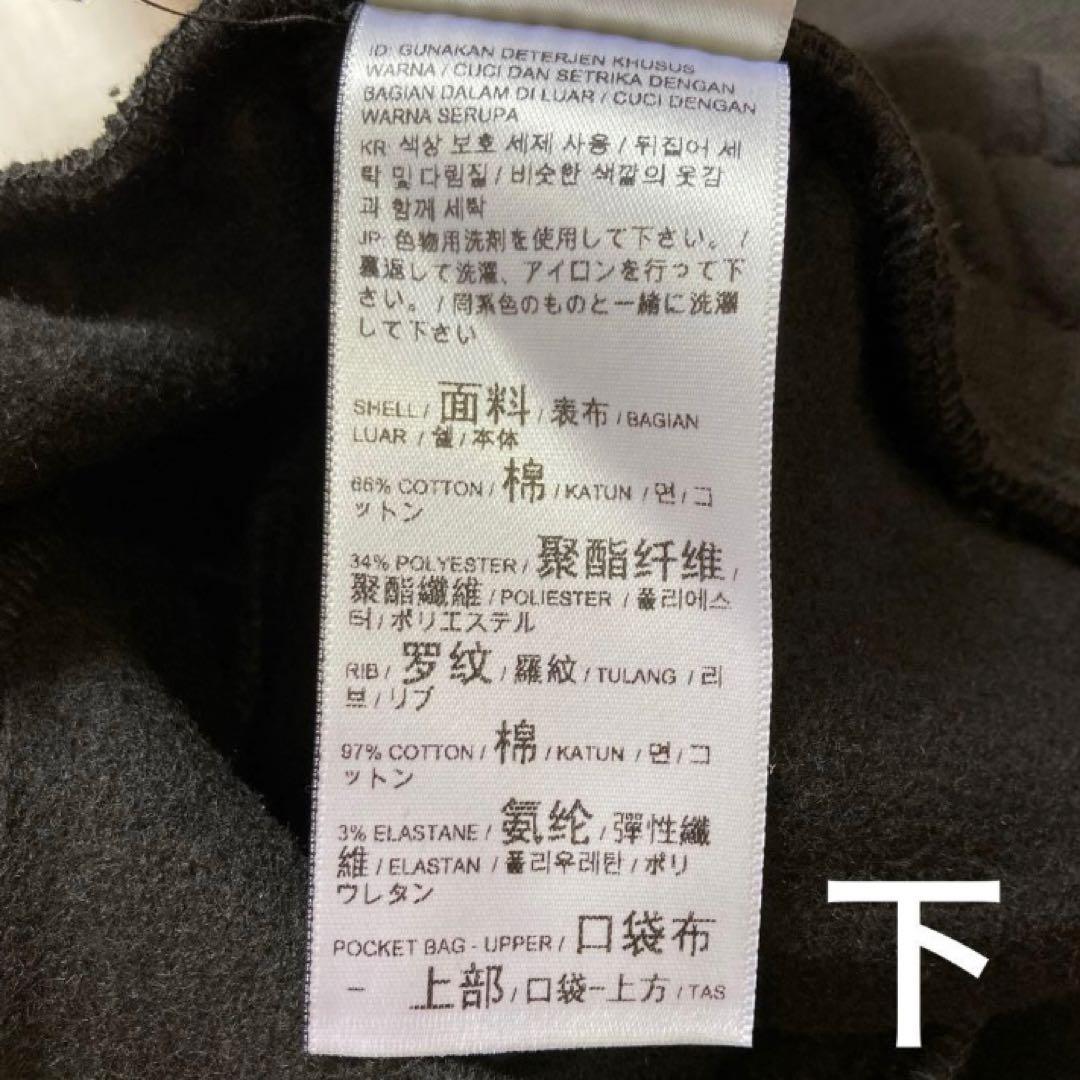 ID: GUNAKAN DETERJEN KHUSUS
WARNA / CUCI DAN SETRIKA DENGAN
BAGIAN DALAM DI LUAR / CUCI DENGAN
WARNA SERUPA
KR: 색상 보호 세제 사용 / 뒤집어 세
탁 및 다림질 / 비슷한 색깔의 옷감
과 함께 세탁
JP: 色物用洗剤を使用して下さい。 /
裏返して洗濯、アイロンを行って下
さい。 / 同系色のものと一緒に洗濯
して下さい
SHELL / 面料 / 表布 / BAGIAN
LUAR / 쉘 / 本体
66% COTTON / 棉 / KATUN / 면 / コ
ットン
34% POLYESTER / 聚酯纤维 /
聚酯纖維 / POLIESTER / 폴리에스
터 / ポリエステル
RIB / 罗纹 / 羅紋 / TULANG / 리
브 / リブ
97% COTTON / 棉 / KATUN / 면 / コ
ットン
3% ELASTANE / 氨纶 / 彈性纖
維 / ELASTAN / 폴리우레탄 / ポリ
ウレタン
POCKET BAG - UPPER / 口袋布
- 上部 / 口袋-上方 / TAS
下